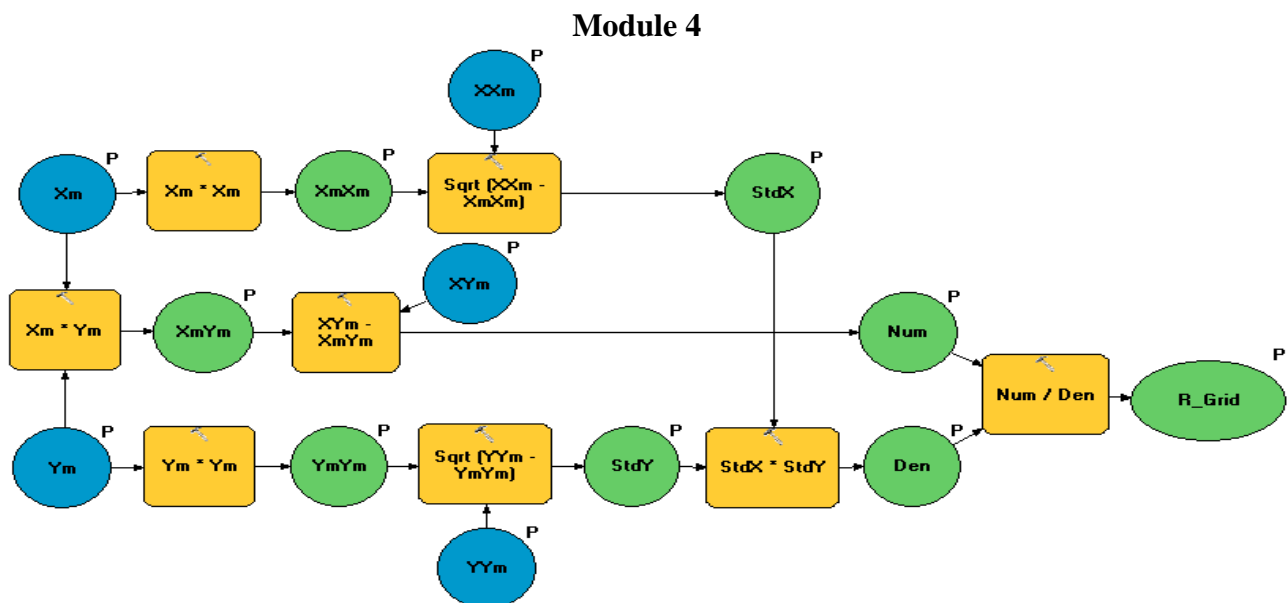 Module 4
P
XXm
P
Xm
Xm * Xm
P
XmXm
Sqrt (XXm -
XmXm)
P
StdX
P
XYm
Xm * Ym
P
XmYm
XYm -
XmYm
P
Num
Num / Den
P
R_Grid
P
Ym
Ym * Ym
P
YmYm
Sqrt (YYm -
YmYm)
P
StdY
StdX * StdY
P
Den
P
YYm